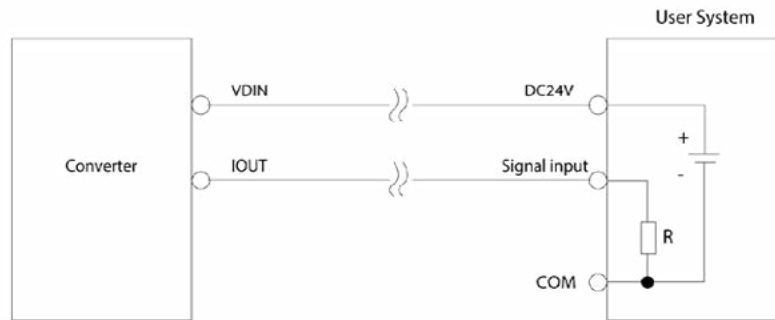 User System
VDIN
DC24V
+
Converter
IOUT
Signal input
-
R
COM